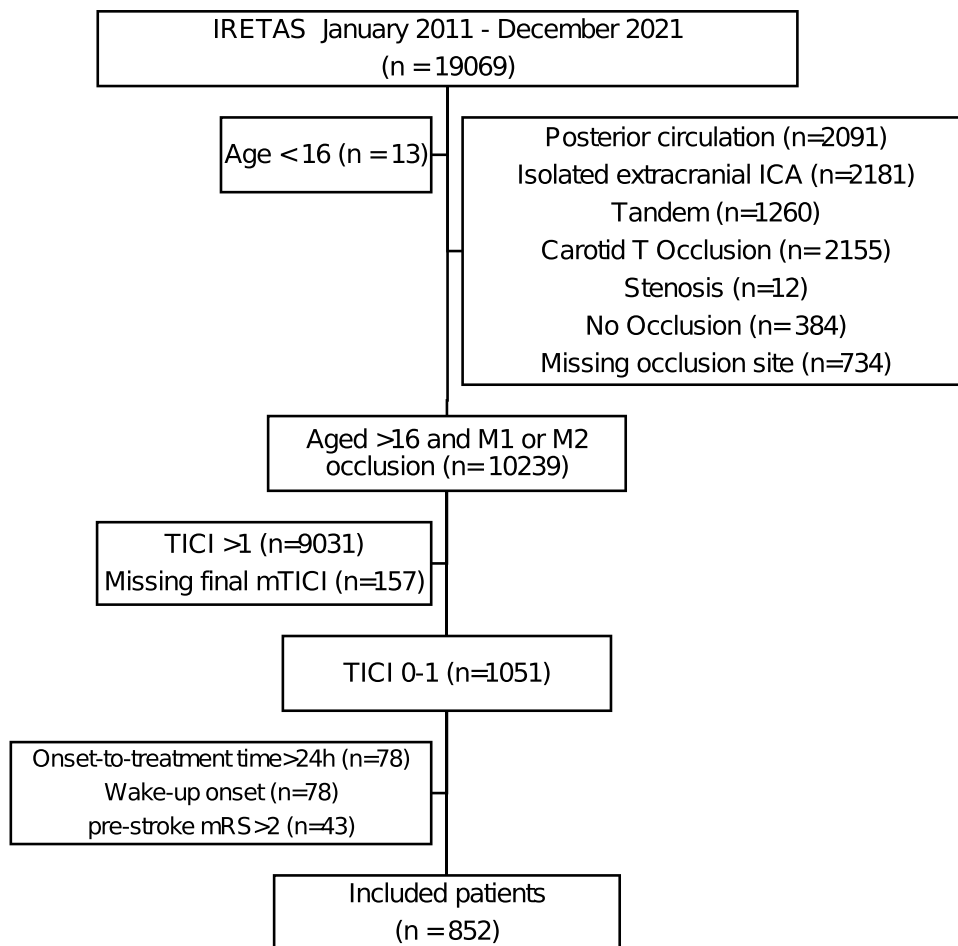 IRETAS January 2011 - December 2021
(n = 19069)
Age < 16 (n = 13)
Posterior circulation (n=2091)
Isolated extracranial ICA (n=2181)
Tandem (n=1260)
Carotid T Occlusion (n= 2155)
Stenosis (n=12)
No Occlusion (n= 384)
Missing occlusion site (n=734)
Aged >16 and M1 or M2
occlusion (n= 10239)
TICI >1 (n=9031)
Missing final mTICI (n=157)
TICI 0-1 (n=1051)
Onset-to-treatment time>24h (n=78)
Wake-up onset (n=78)
pre-stroke mRS>2 (n=43)
Included patients
(n = 852)